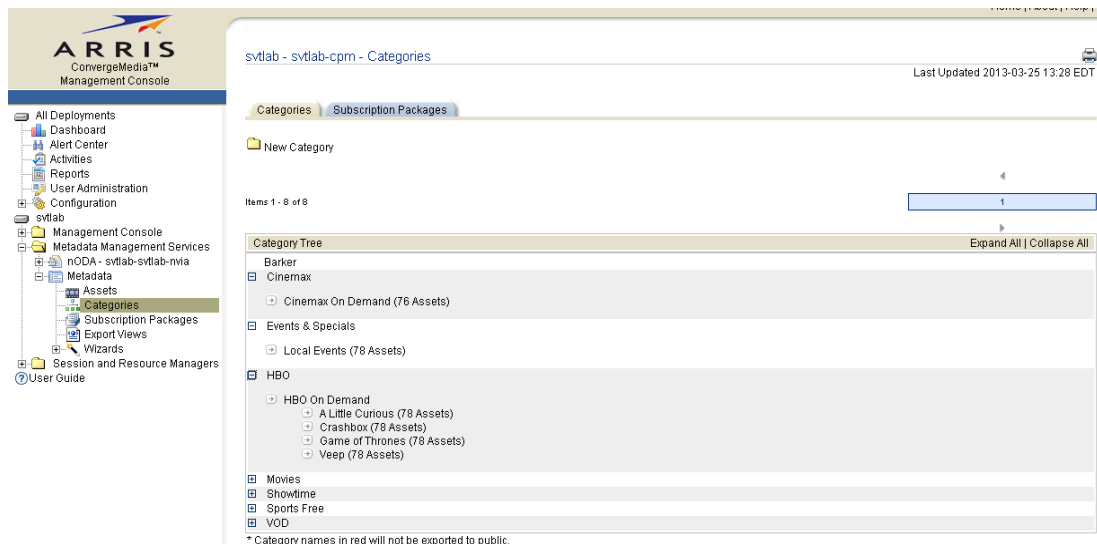 Home | About | Help |
ARRIS
ConvergeMedia™
Management Console
svtlab - svtlab-cpm - Categories
Last Updated 2013-03-25 13:28 EDT
All Deployments
Dashboard
Alert Center
Activities
Reports
User Administration
Configuration
svtlab
Management Console
Metadata Management Services
nODA - svtlab-svtlab-nvia
Metadata
Assets
Categories
Subscription Packages
Export Views
Wizards
Session and Resource Managers
User Guide
Categories
Subscription Packages
New Category
Items 1 - 8 of 8
1
Category Tree
Expand All | Collapse All
Barker
Cinemax
Cinemax On Demand (76 Assets)
Events & Specials
Local Events (78 Assets)
HBO
HBO On Demand
A Little Curious (78 Assets)
Crashbox (78 Assets)
Game of Thrones (78 Assets)
Veep (78 Assets)
Movies
Showtime
Sports Free
VOD
* Category names in red will not be exported to public.